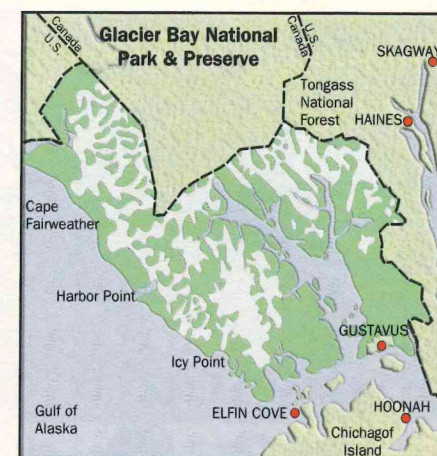 Canada
U.S.
Glacier Bay National
Park & Preserve
U.S.
Canada
SKAGWAY
Tongass
National
Forest
HAINES
Cape
Fairweather
Harbor Point
GUSTAVUS
Icy Point
Gulf of
Alaska
ELFIN COVE
HOONAH
Chichagof
Island